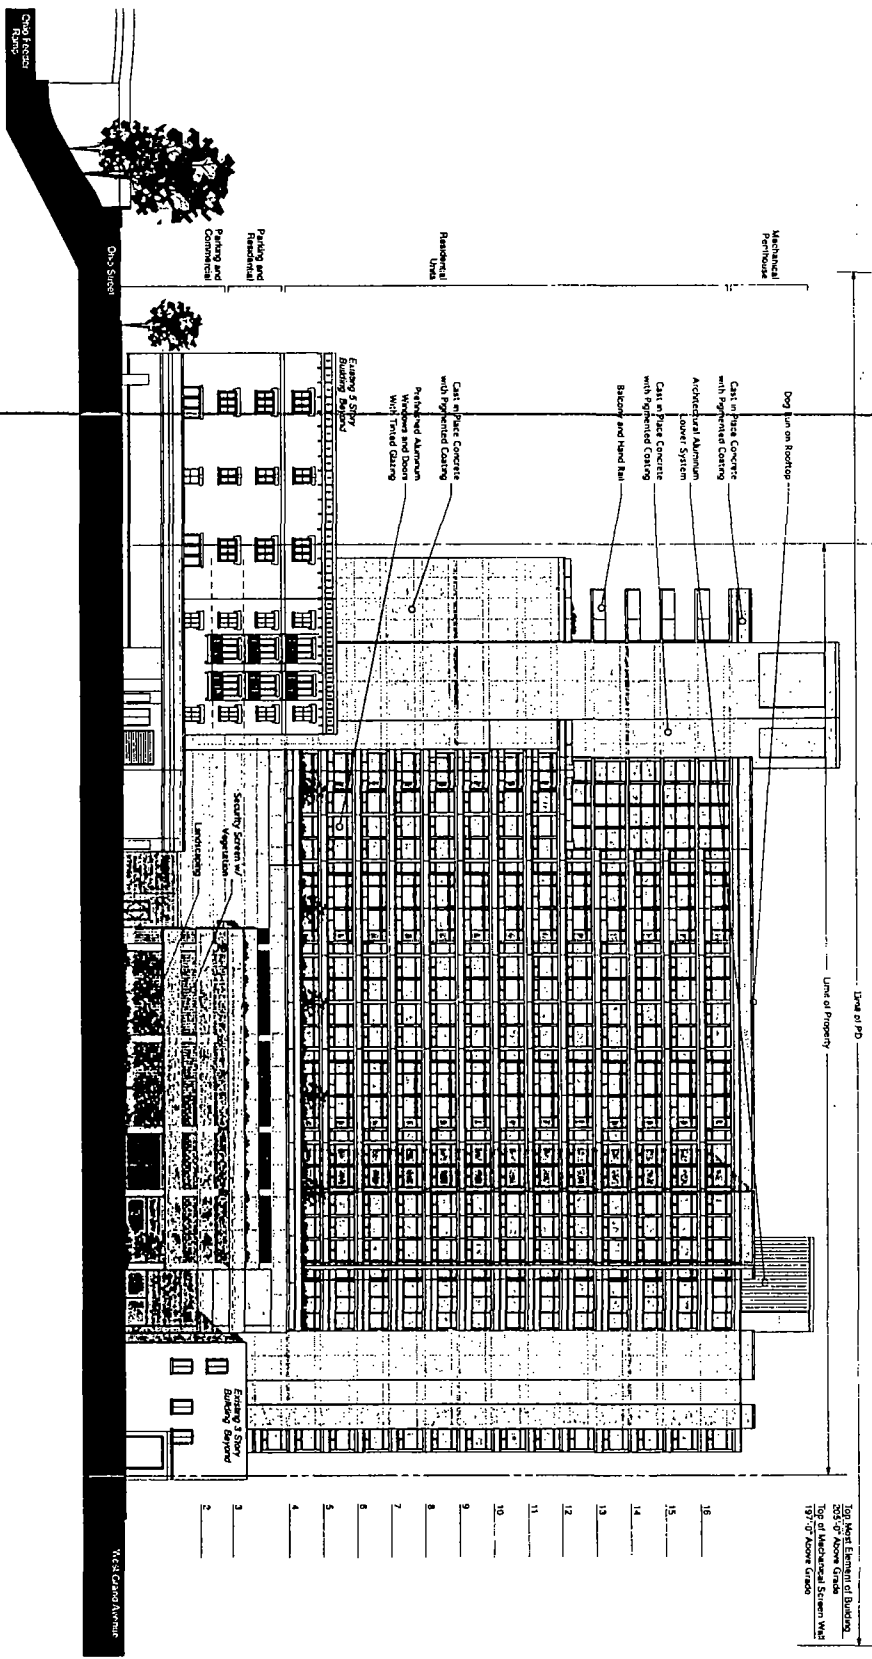 Limit of PD
Limit of Property
Top Most Element of Building
205'-0" Above Grade
Top of Mechanical Screen Wall
197'-0" Above Grade
Mechanical
Penthouse
Residential
Units
Parking and
Residential
Parking and
Commercial
Dog Run on Rooftop
Cast in Place Concrete
with Pigmented Coating
Architectural Aluminum
Louver System
Cast in Place Concrete
with Pigmented Coating
Balcony and Hand Rail
Cast in Place Concrete
with Pigmented Coating
Prefinished Aluminum
Windows and Doors
With Tinted Glazing
Existing 5 Story
Building Beyond
Security Screen w/
Vegetation
Landscaping
Existing 3 Story
Building Beyond
16
15
14
13
12
11
10
9
8
7
6
5
4
3
2
Ohio Feeder
Ramp
Ohio Street
West Grand Avenue